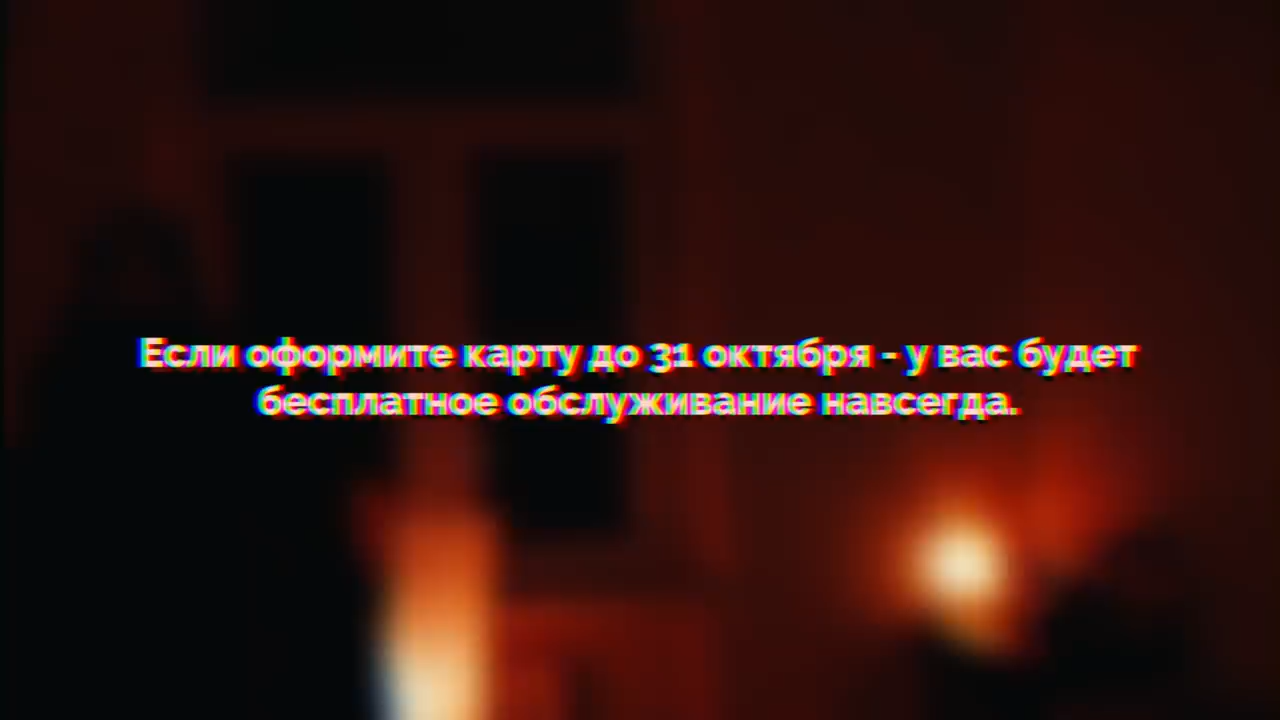 Если оформите карту до 31 октября - у вас будет
бесплатное обслуживание навсегда.